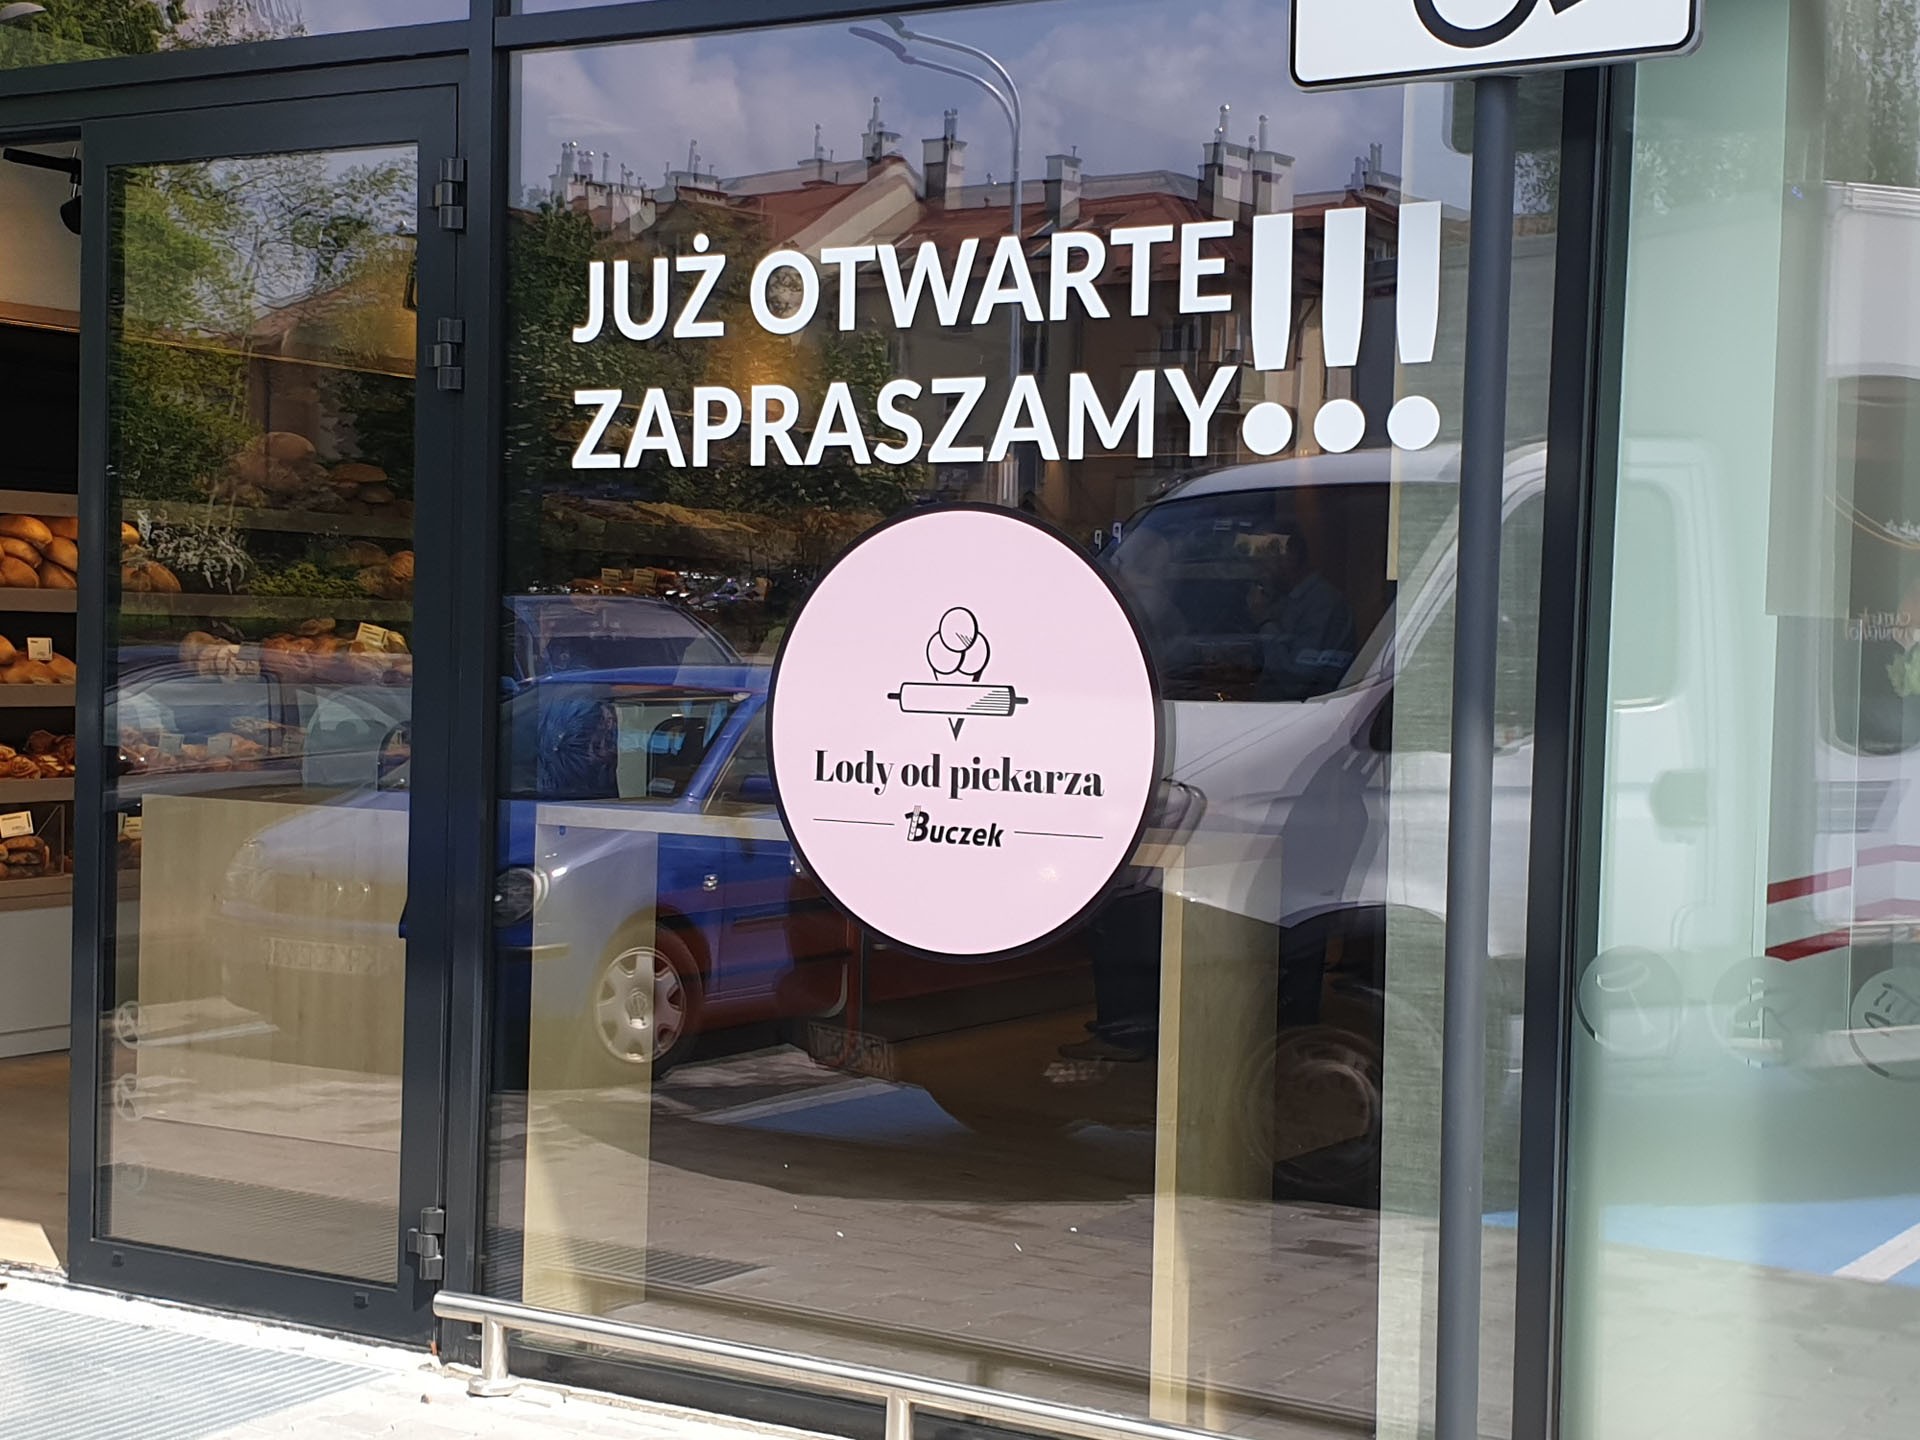 JUŻ OTWARTE!!!
ZAPRASZAMY
Lody od piekarza
Buczek